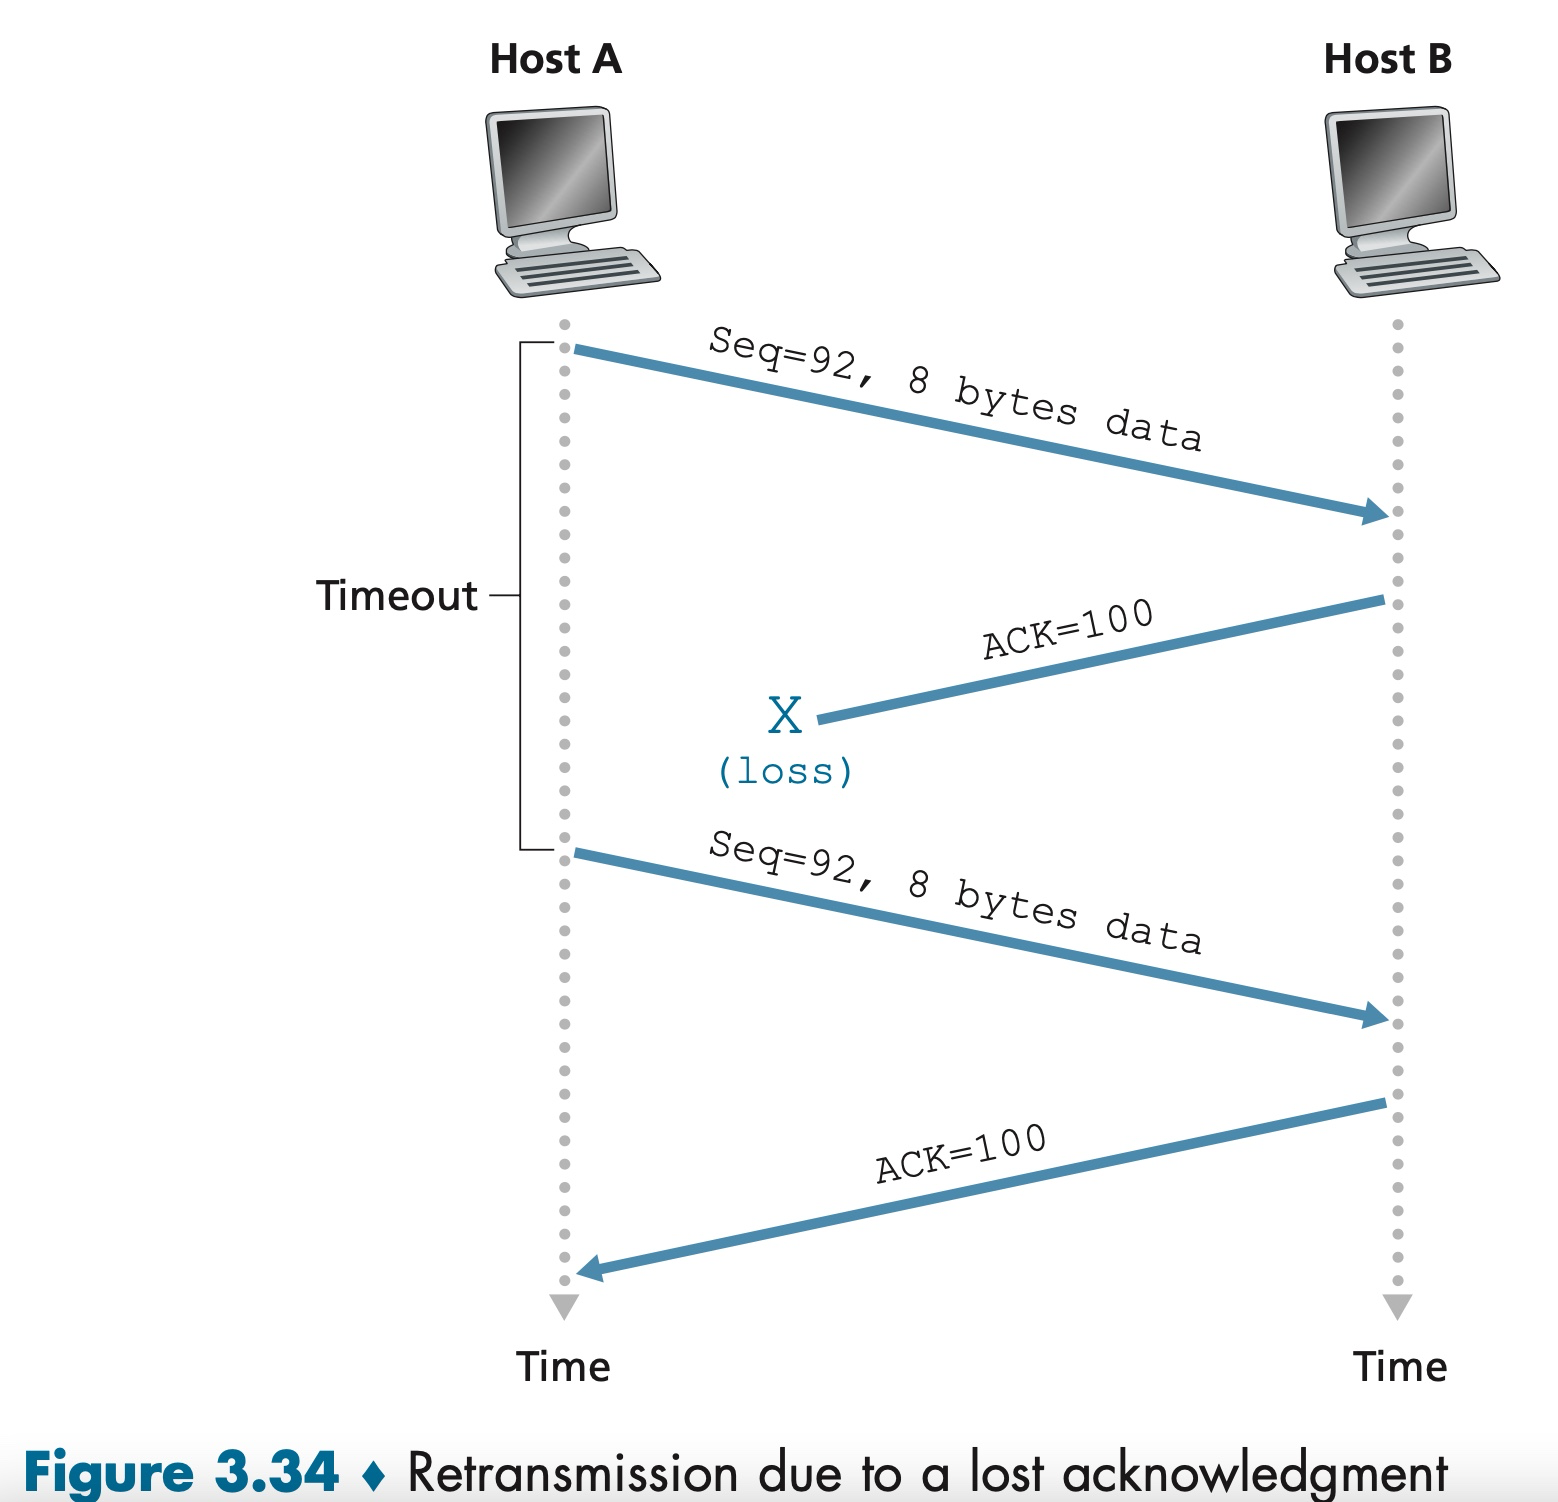 Host A
Host B
Seq=92, 8 bytes data
Timeout
ACK=100
X
(loss)
Seq=92, 8 bytes data
ACK=100
Time
Time
Figure 3.34 ♦ Retransmission due to a lost acknowledgment